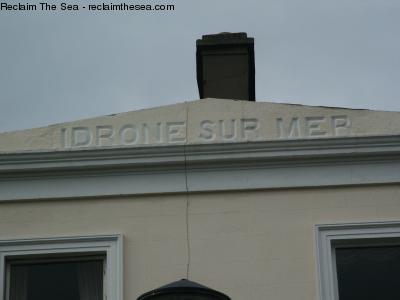 Reclaim The Sea - reclaimthesea.com
IDRONE SUR MER